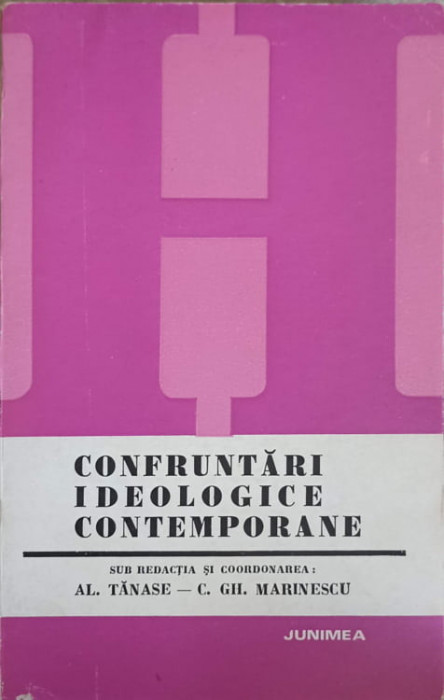 CONFRUNTĂRI
IDEOLOGICE
CONTEMPORANE
SUB REDACȚIA ȘI COORDONAREA:
AL. TĂNASE — C. GH. MARINESCU
JUNIMEA